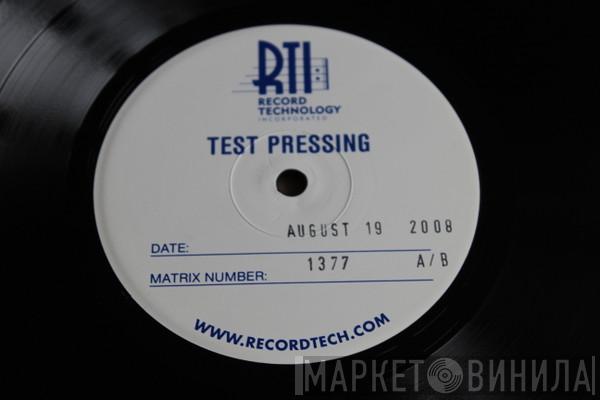 RTI
RECORD
TECHNOLOGY
INCORPORATED
TEST PRESSING
DATE: AUGUST 19 2008
MATRIX NUMBER: 1377 A/B
WWW.RECORDTECH.COM
МАРКЕТ ВИНИЛА